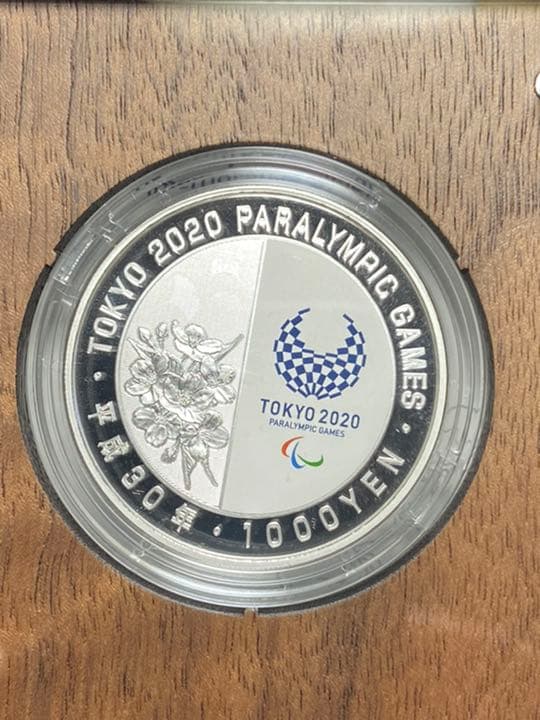 ・TOKYO 2020 PARALYMPIC GAMES・
平成30年・1000YEN
TOKYO 2020
PARALYMPIC GAMES